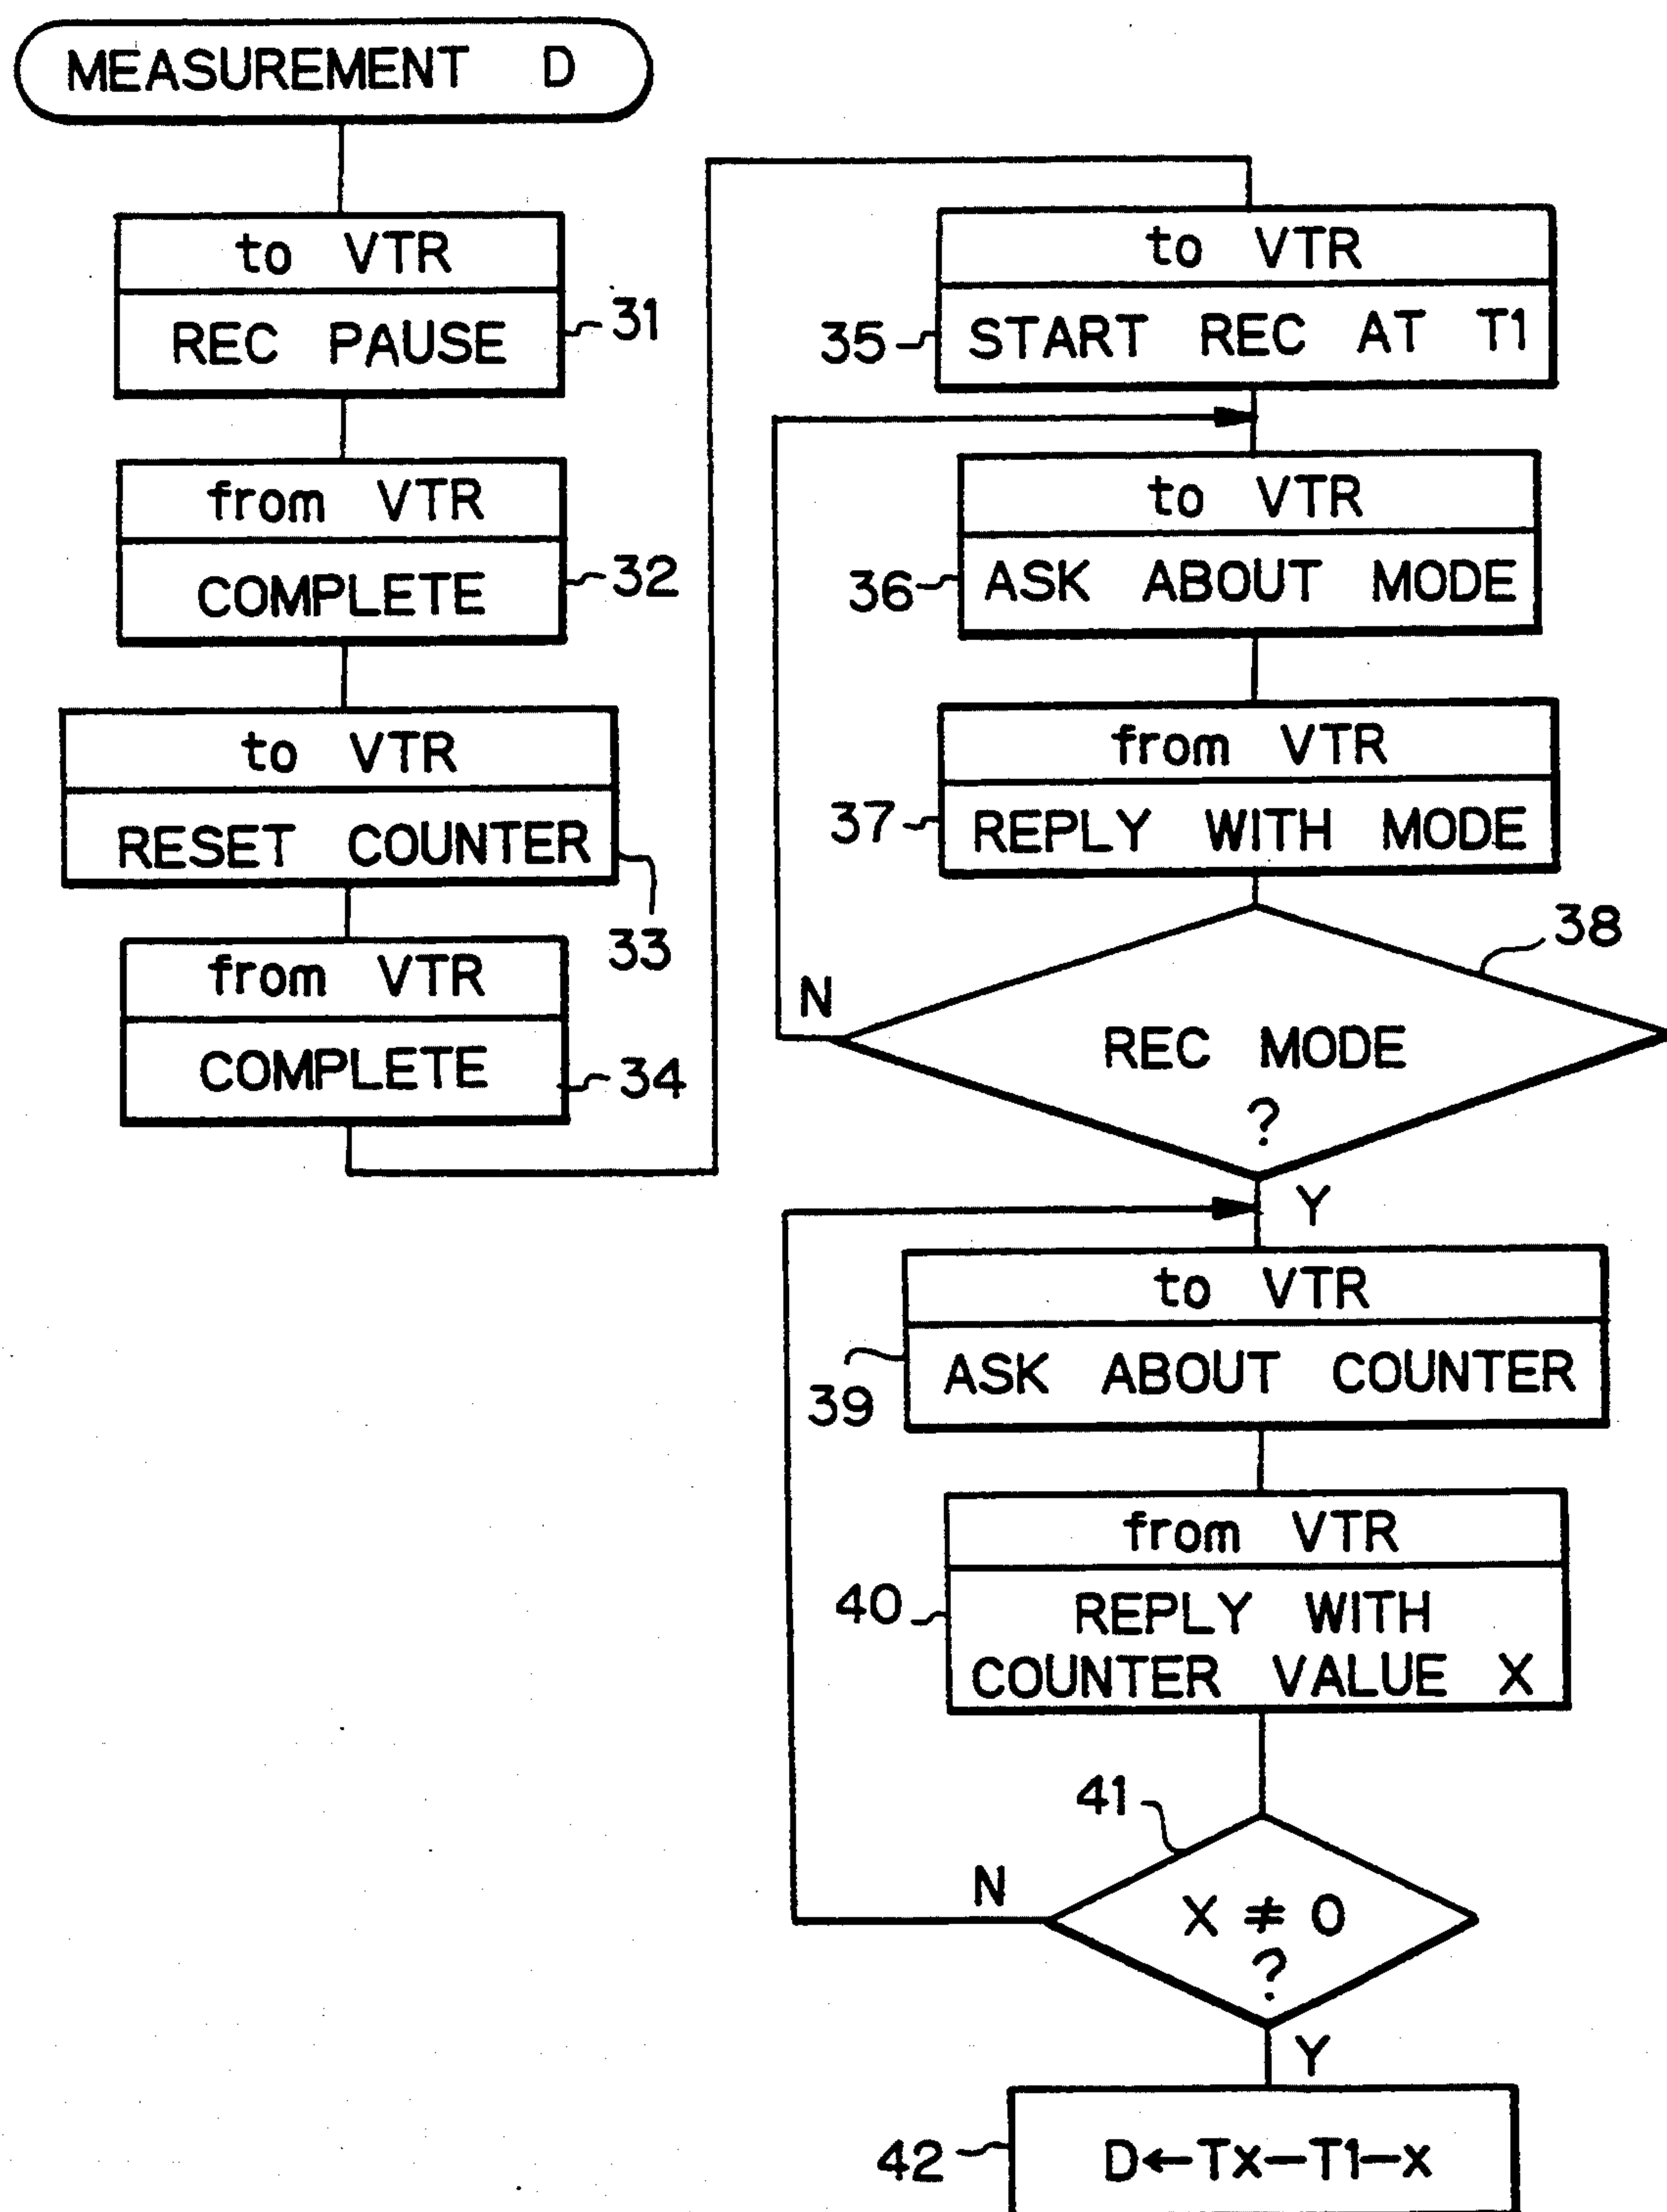 MEASUREMENT D
to VTR
REC PAUSE
31
from VTR
COMPLETE
32
to VTR
RESET COUNTER
33
from VTR
COMPLETE
34
to VTR
35
START REC AT T1
to VTR
36
ASK ABOUT MODE
from VTR
37
REPLY WITH MODE
38
N
REC MODE
?
Y
to VTR
39
ASK ABOUT COUNTER
from VTR
40
REPLY WITH
COUNTER VALUE X
41
N
X ≠ 0
?
Y
42
D←Tx—T1—x